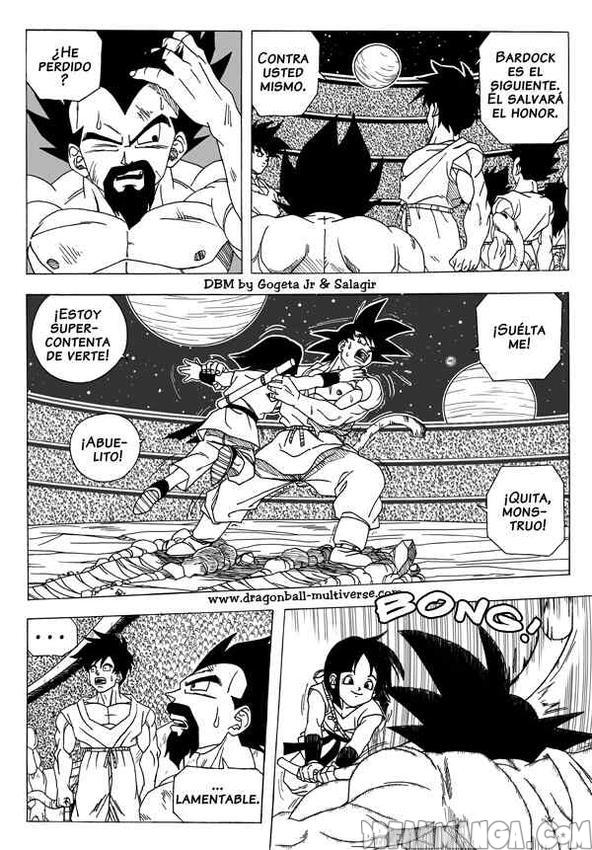 ¿HE
PERDIDO
?
CONTRA
USTED
MISMO.
BARDOCK
ES EL
SIGUIENTE.
ÉL SALVARÁ
EL HONOR.
DBM by Gogeta Jr & Salagir
¡ESTOY
SUPER-
CONTENTA
DE VERTE!
¡SUÉLTA
ME!
¡ABUE-
LITO!
¡QUITA,
MONS-
TRUO!
www.dragonball-multiverse.com
...
...
LAMENTABLE.
BONG!
DBFANMANGA.COM